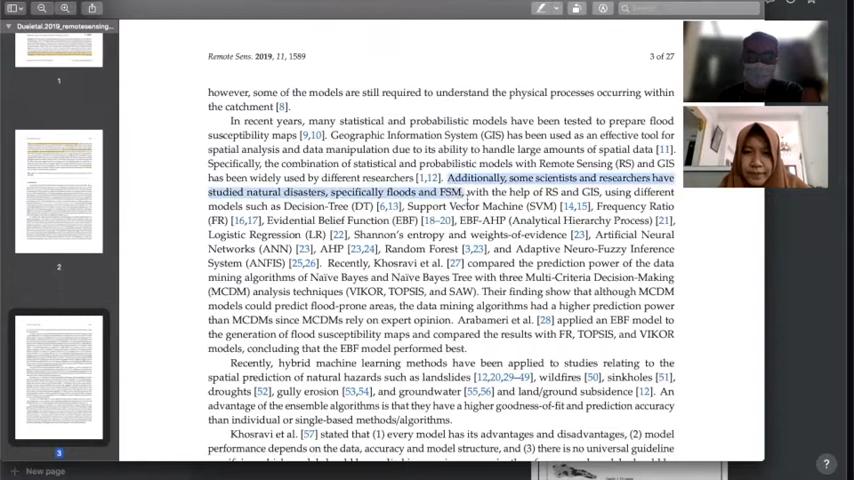 Dueietal.2019_remotesensing...
Search
1
2
3
New page
Remote Sens. 2019, 11, 1589
3 of 27
however, some of the models are still required to understand the physical processes occurring within
the catchment [8].
In recent years, many statistical and probabilistic models have been tested to prepare flood
susceptibility maps [9,10]. Geographic Information System (GIS) has been used as an effective tool for
spatial analysis and data manipulation due to its ability to handle large amounts of spatial data [11].
Specifically, the combination of statistical and probabilistic models with Remote Sensing (RS) and GIS
has been widely used by different researchers [1,12]. Additionally, some scientists and researchers have
studied natural disasters, specifically floods and FSM, with the help of RS and GIS, using different
models such as Decision-Tree (DT) [6,13], Support Vector Machine (SVM) [14,15], Frequency Ratio
(FR) [16,17], Evidential Belief Function (EBF) [18–20], EBF-AHP (Analytical Hierarchy Process) [21],
Logistic Regression (LR) [22], Shannon's entropy and weights-of-evidence [23], Artificial Neural
Networks (ANN) [23], AHP [23,24], Random Forest [3,23], and Adaptive Neuro-Fuzzy Inference
System (ANFIS) [25,26]. Recently, Khosravi et al. [27] compared the prediction power of the data
mining algorithms of Naïve Bayes and Naïve Bayes Tree with three Multi-Criteria Decision-Making
(MCDM) analysis techniques (VIKOR, TOPSIS, and SAW). Their finding show that although MCDM
models could predict flood-prone areas, the data mining algorithms had a higher prediction power
than MCDMs since MCDMs rely on expert opinion. Arabameri et al. [28] applied an EBF model to
the generation of flood susceptibility maps and compared the results with FR, TOPSIS, and VIKOR
models, concluding that the EBF model performed best.
Recently, hybrid machine learning methods have been applied to studies relating to the
spatial prediction of natural hazards such as landslides [12,20,29–49], wildfires [50], sinkholes [51],
droughts [52], gully erosion [53,54], and groundwater [55,56] and land/ground subsidence [12]. An
advantage of the ensemble algorithms is that they have a higher goodness-of-fit and prediction accuracy
than individual or single-based methods/algorithms.
Khosravi et al. [57] stated that (1) every model has its advantages and disadvantages, (2) model
performance depends on the data, accuracy and model structure, and (3) there is no universal guideline